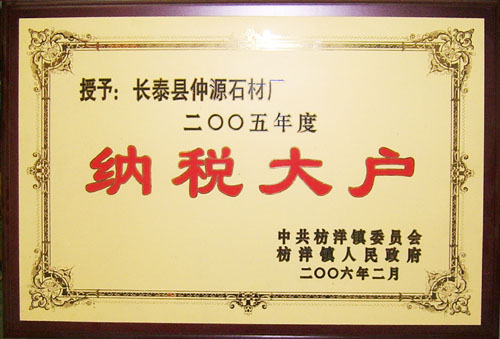 授予：长泰县仲源石材厂
二〇〇五年度
纳税大户
中共枋洋镇委员会
枋洋镇人民政府
二〇〇六年二月